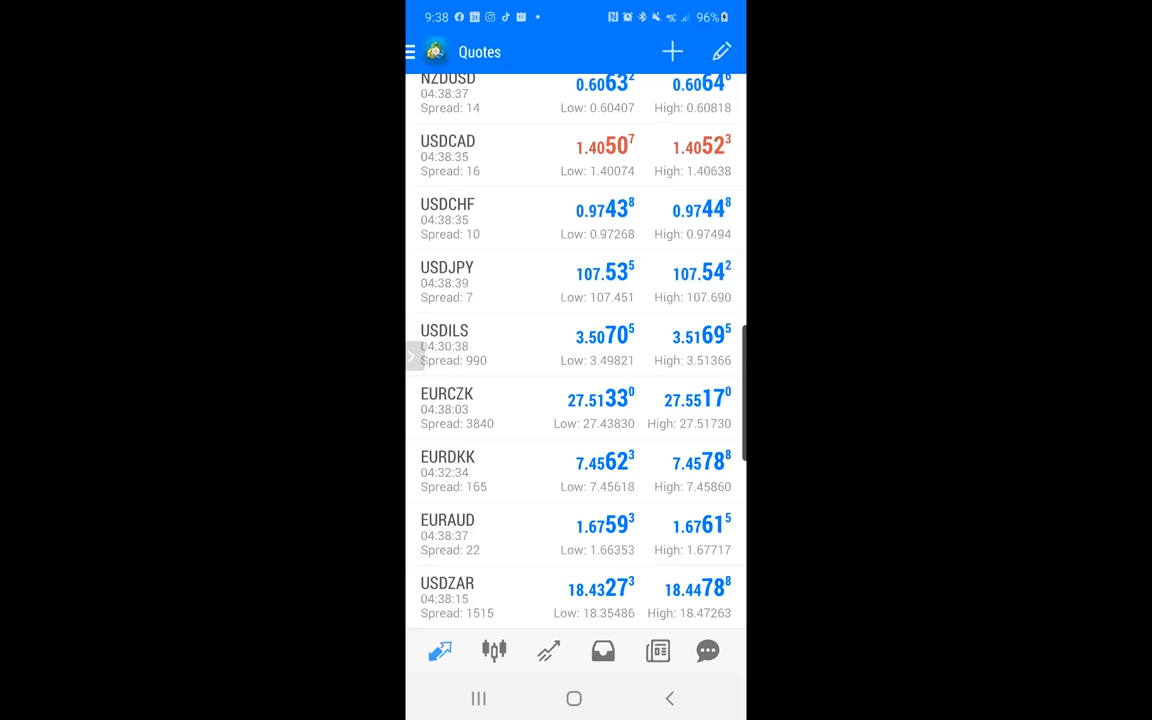 9:38 96%
Quotes
NZDUSD 0.60632 0.60646
04:38:37
Spread: 14 Low: 0.60407 High: 0.60818
USDCAD 1.40507 1.40523
04:38:35
Spread: 16 Low: 1.40074 High: 1.40638
USDCHF 0.97438 0.97448
04:38:35
Spread: 10 Low: 0.97268 High: 0.97494
USDJPY 107.535 107.542
04:38:39
Spread: 7 Low: 107.451 High: 107.690
USDILS 3.50705 3.51695
04:30:38
Spread: 990 Low: 3.49821 High: 3.51366
EURCZK 27.51330 27.55170
04:38:03
Spread: 3840 Low: 27.43830 High: 27.51730
EURDKK 7.45623 7.45788
04:32:34
Spread: 165 Low: 7.45618 High: 7.45860
EURAUD 1.67593 1.67615
04:38:37
Spread: 22 Low: 1.66353 High: 1.67717
USDZAR 18.43273 18.44788
04:38:15
Spread: 1515 Low: 18.35486 High: 18.47263